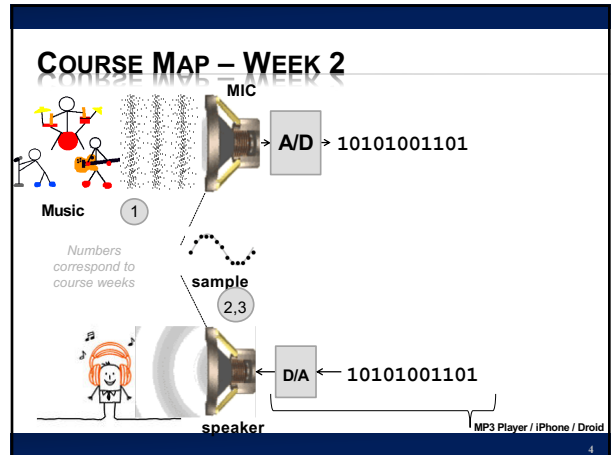 COURSE MAP – WEEK 2
MIC
A/D
10101001101
Music
1
Numbers
correspond to
course weeks
sample
2,3
D/A
10101001101
speaker
MP3 Player / iPhone / Droid
4